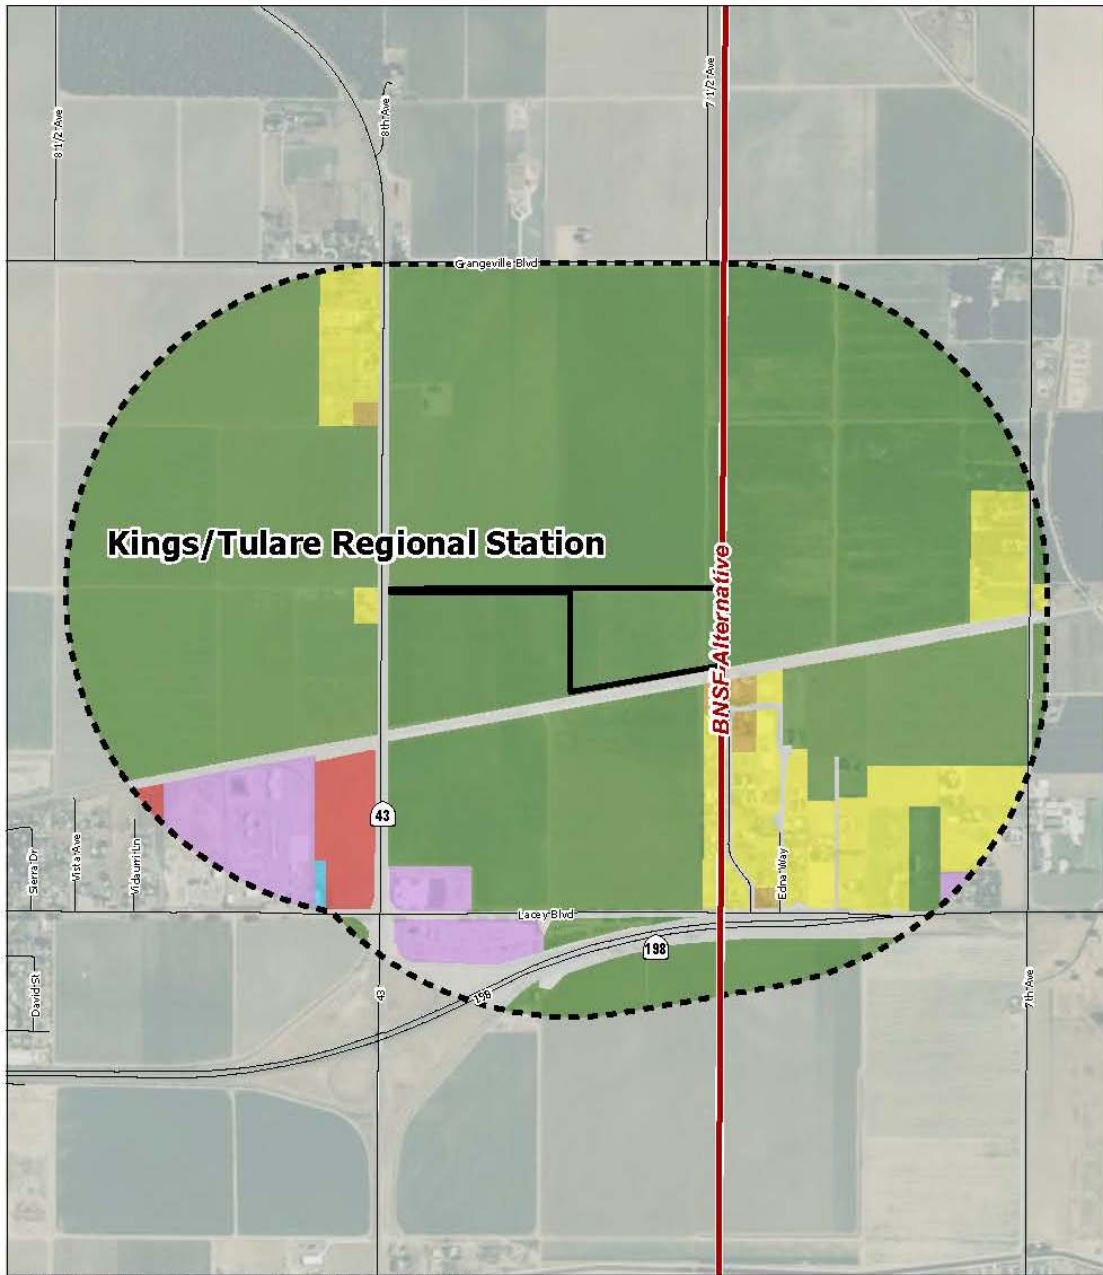 7 1/2 Ave
8 1/2 Ave
8th Ave
Grangeville Blvd
Kings/Tulare Regional Station
BNSF Alternative
43
Sierra Dr
Vista Ave
Vidaurri Ln
Edna Way
Lacey Blvd
198
David St
43
198
7th Ave